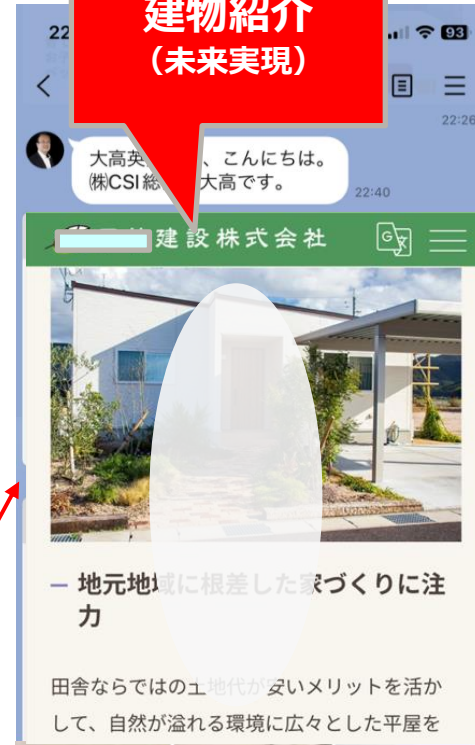 建物紹介
（未来実現）
22
93
22:26
大高英、こんにちは。
㈱CSI総 大高です。
22:40
建設株式会社
地元地域に根差した家づくりに注
力
田舎ならではの土地代が安いメリットを活か
して、自然が溢れる環境に広々とした平屋を